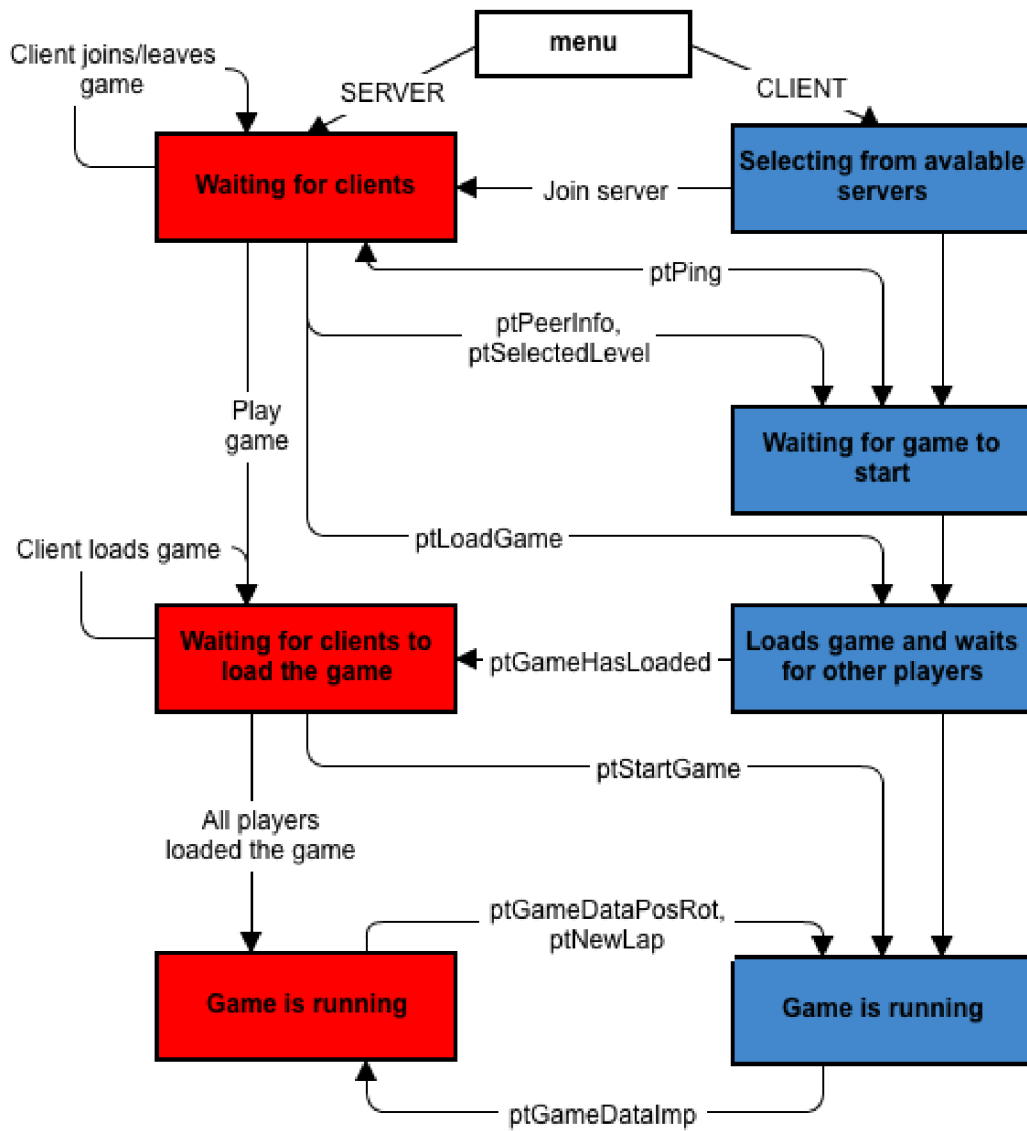 menu
Client joins/leaves
game
SERVER
CLIENT
Waiting for clients
Selecting from avalable
servers
Join server
ptPing
ptPeerInfo,
ptSelectedLevel
Play
game
Waiting for game to
start
Client loads game
ptLoadGame
Waiting for clients to
load the game
ptGameHasLoaded
Loads game and waits
for other players
ptStartGame
All players
loaded the game
ptGameDataPosRot,
ptNewLap
Game is running
Game is running
ptGameDataImp